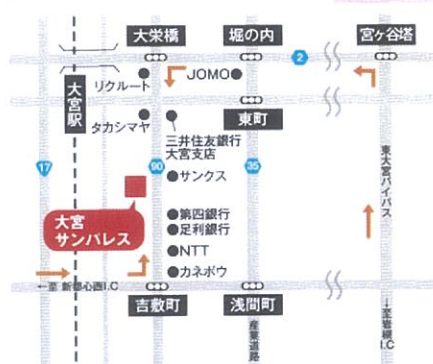 大栄橋
堀の内
宮ヶ谷塔
2
JOMO
リクルート
大宮駅
タカシマヤ
東町
三井住友銀行
大宮支店
17
90
35
サンクス
東大宮バイパス
大宮
サンパレス
第四銀行
足利銀行
NTT
カネボウ
←至 新都心西I.C
吉敷町
浅間町
産業道路
↓至岩槻I.C